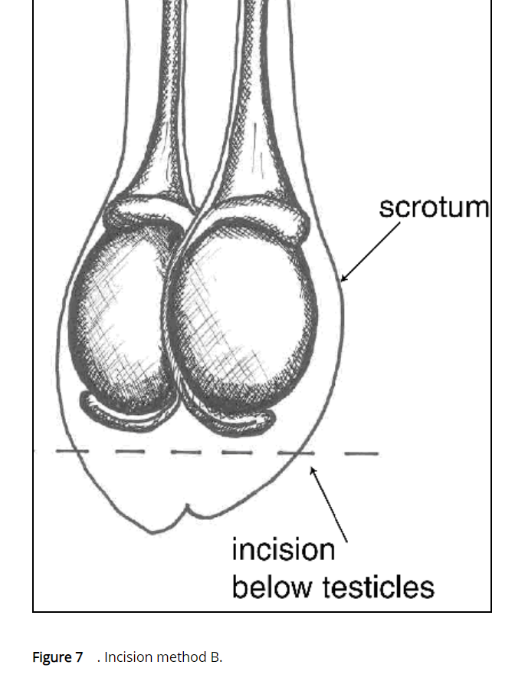 scrotum
incision
below testicles
Figure 7 . Incision method B.